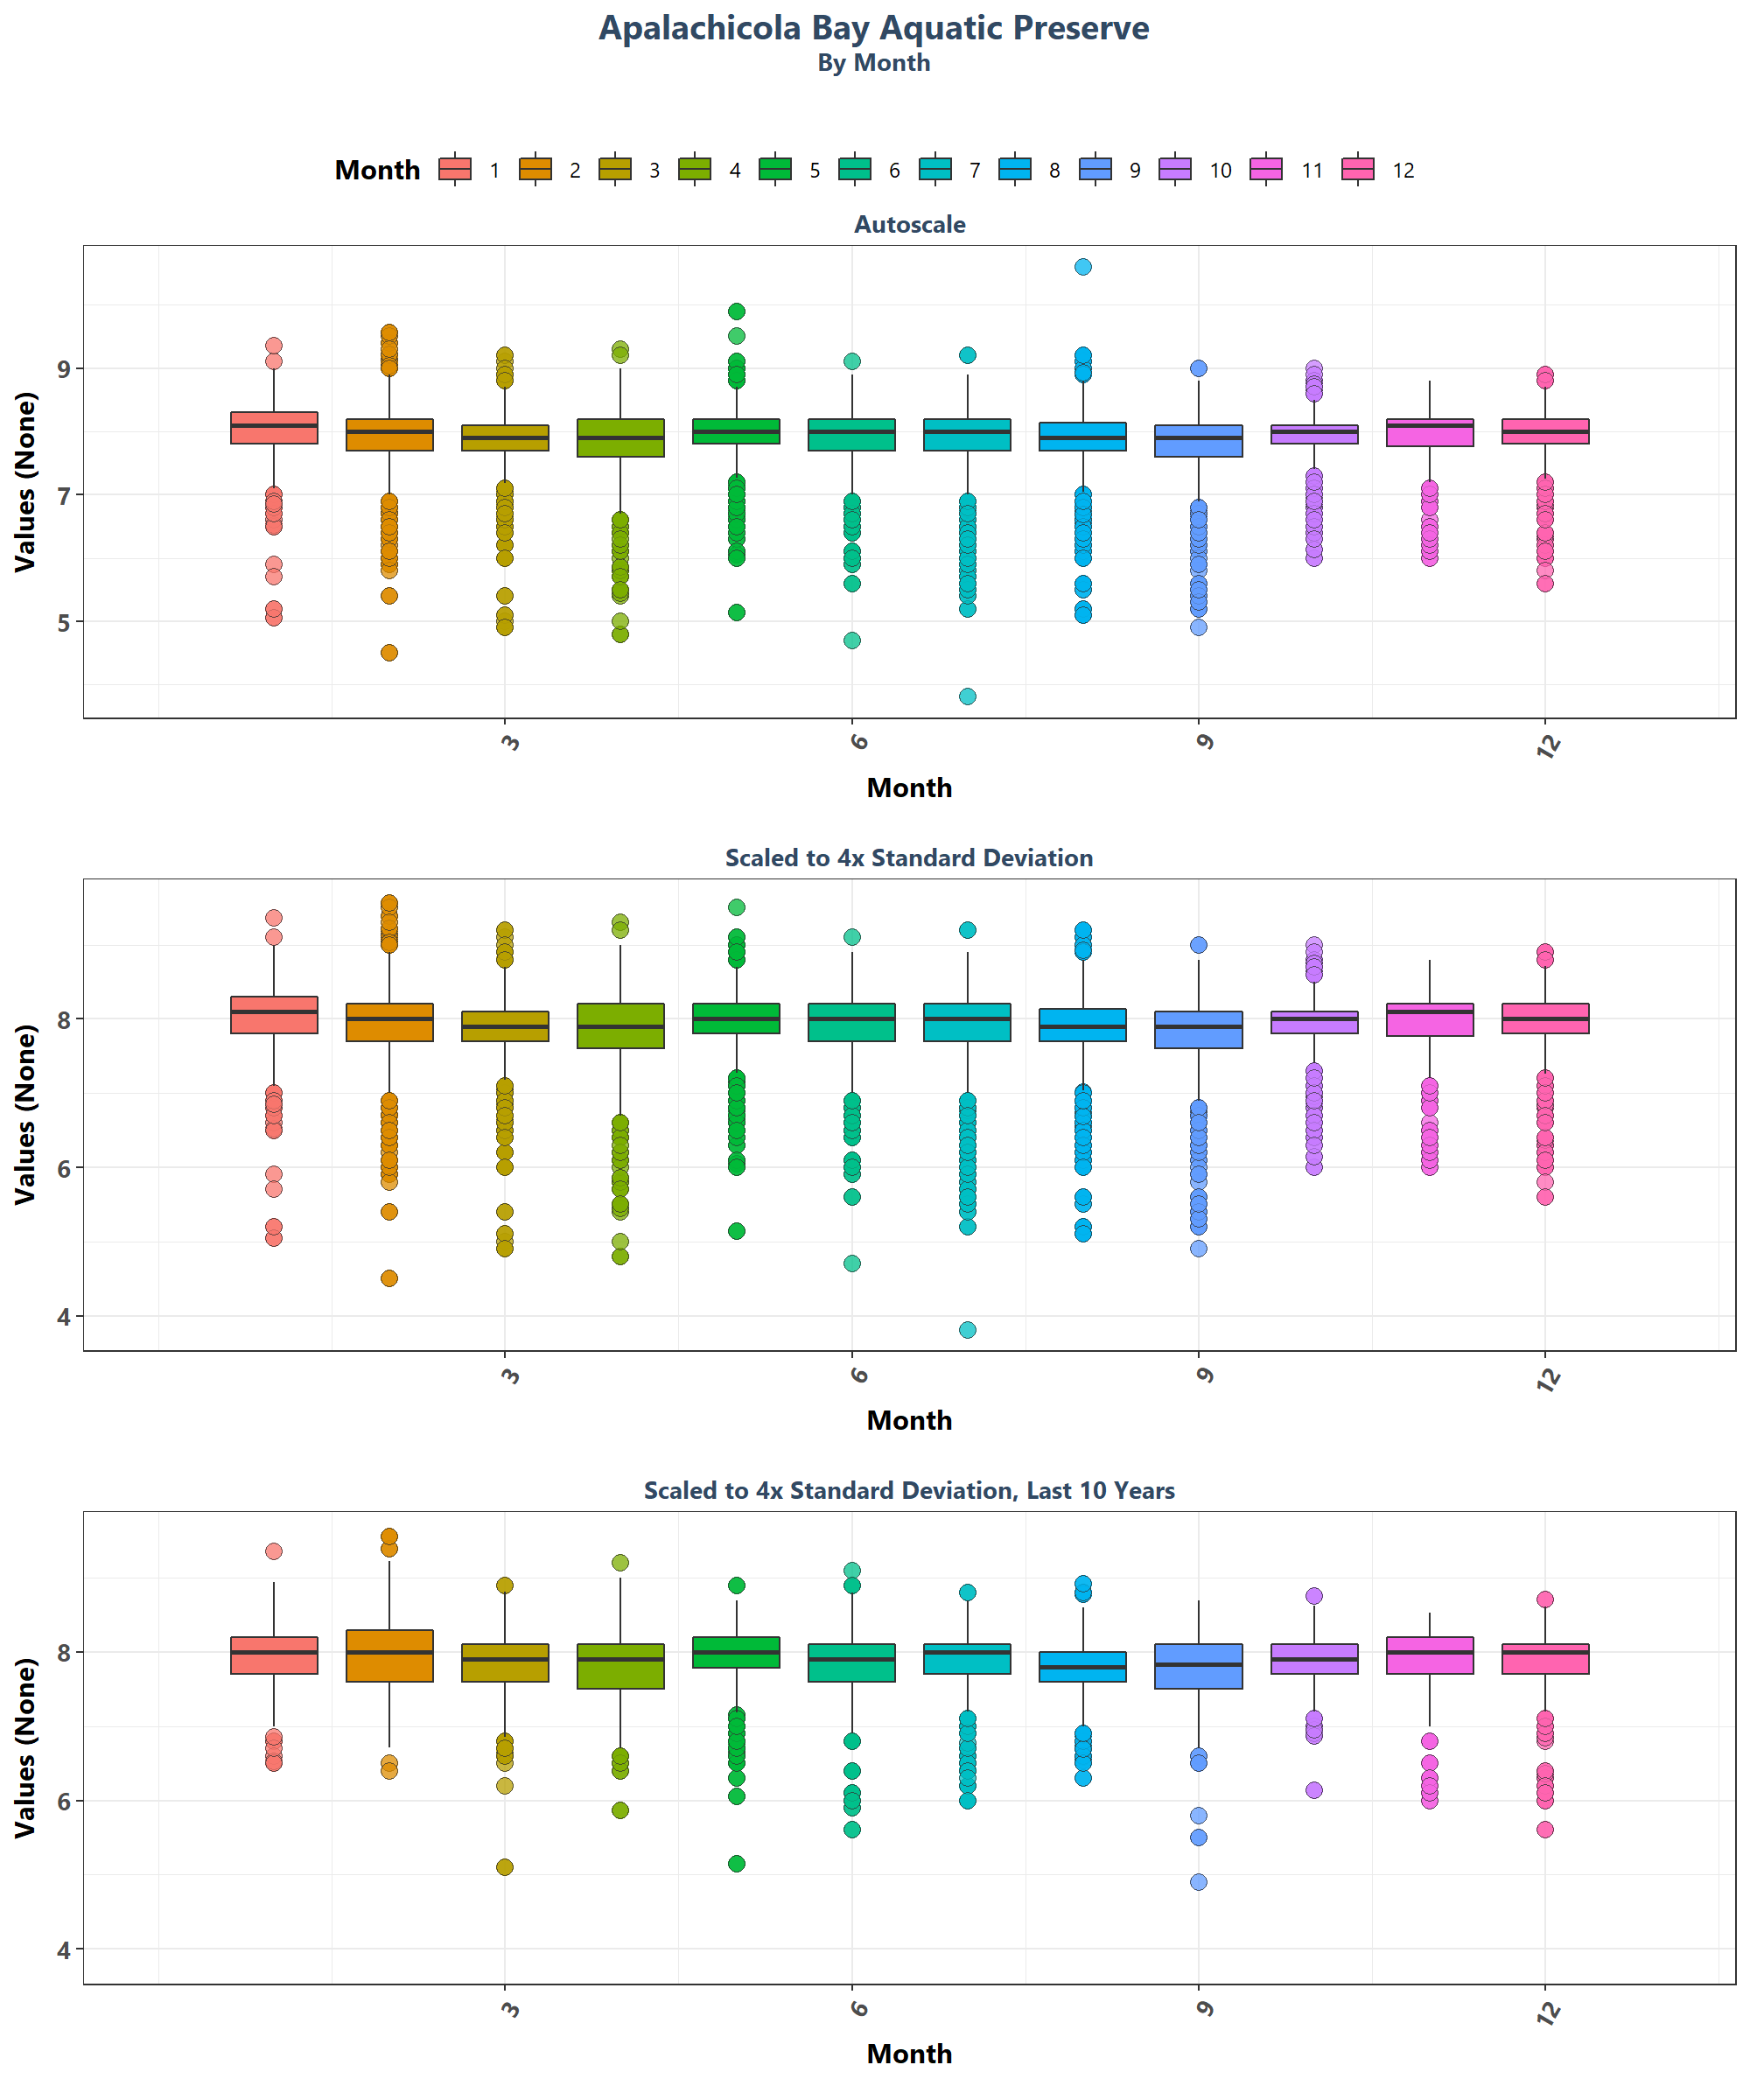 Apalachicola Bay Aquatic Preserve
By Month
Month 1 2 3 4 5 6 7 8 9 10 11 12
Autoscale
Values (None)
9
7
5
3 6 9 12
Month
Scaled to 4x Standard Deviation
Values (None)
8
6
4
3 6 9 12
Month
Scaled to 4x Standard Deviation, Last 10 Years
Values (None)
8
6
4
3 6 9 12
Month